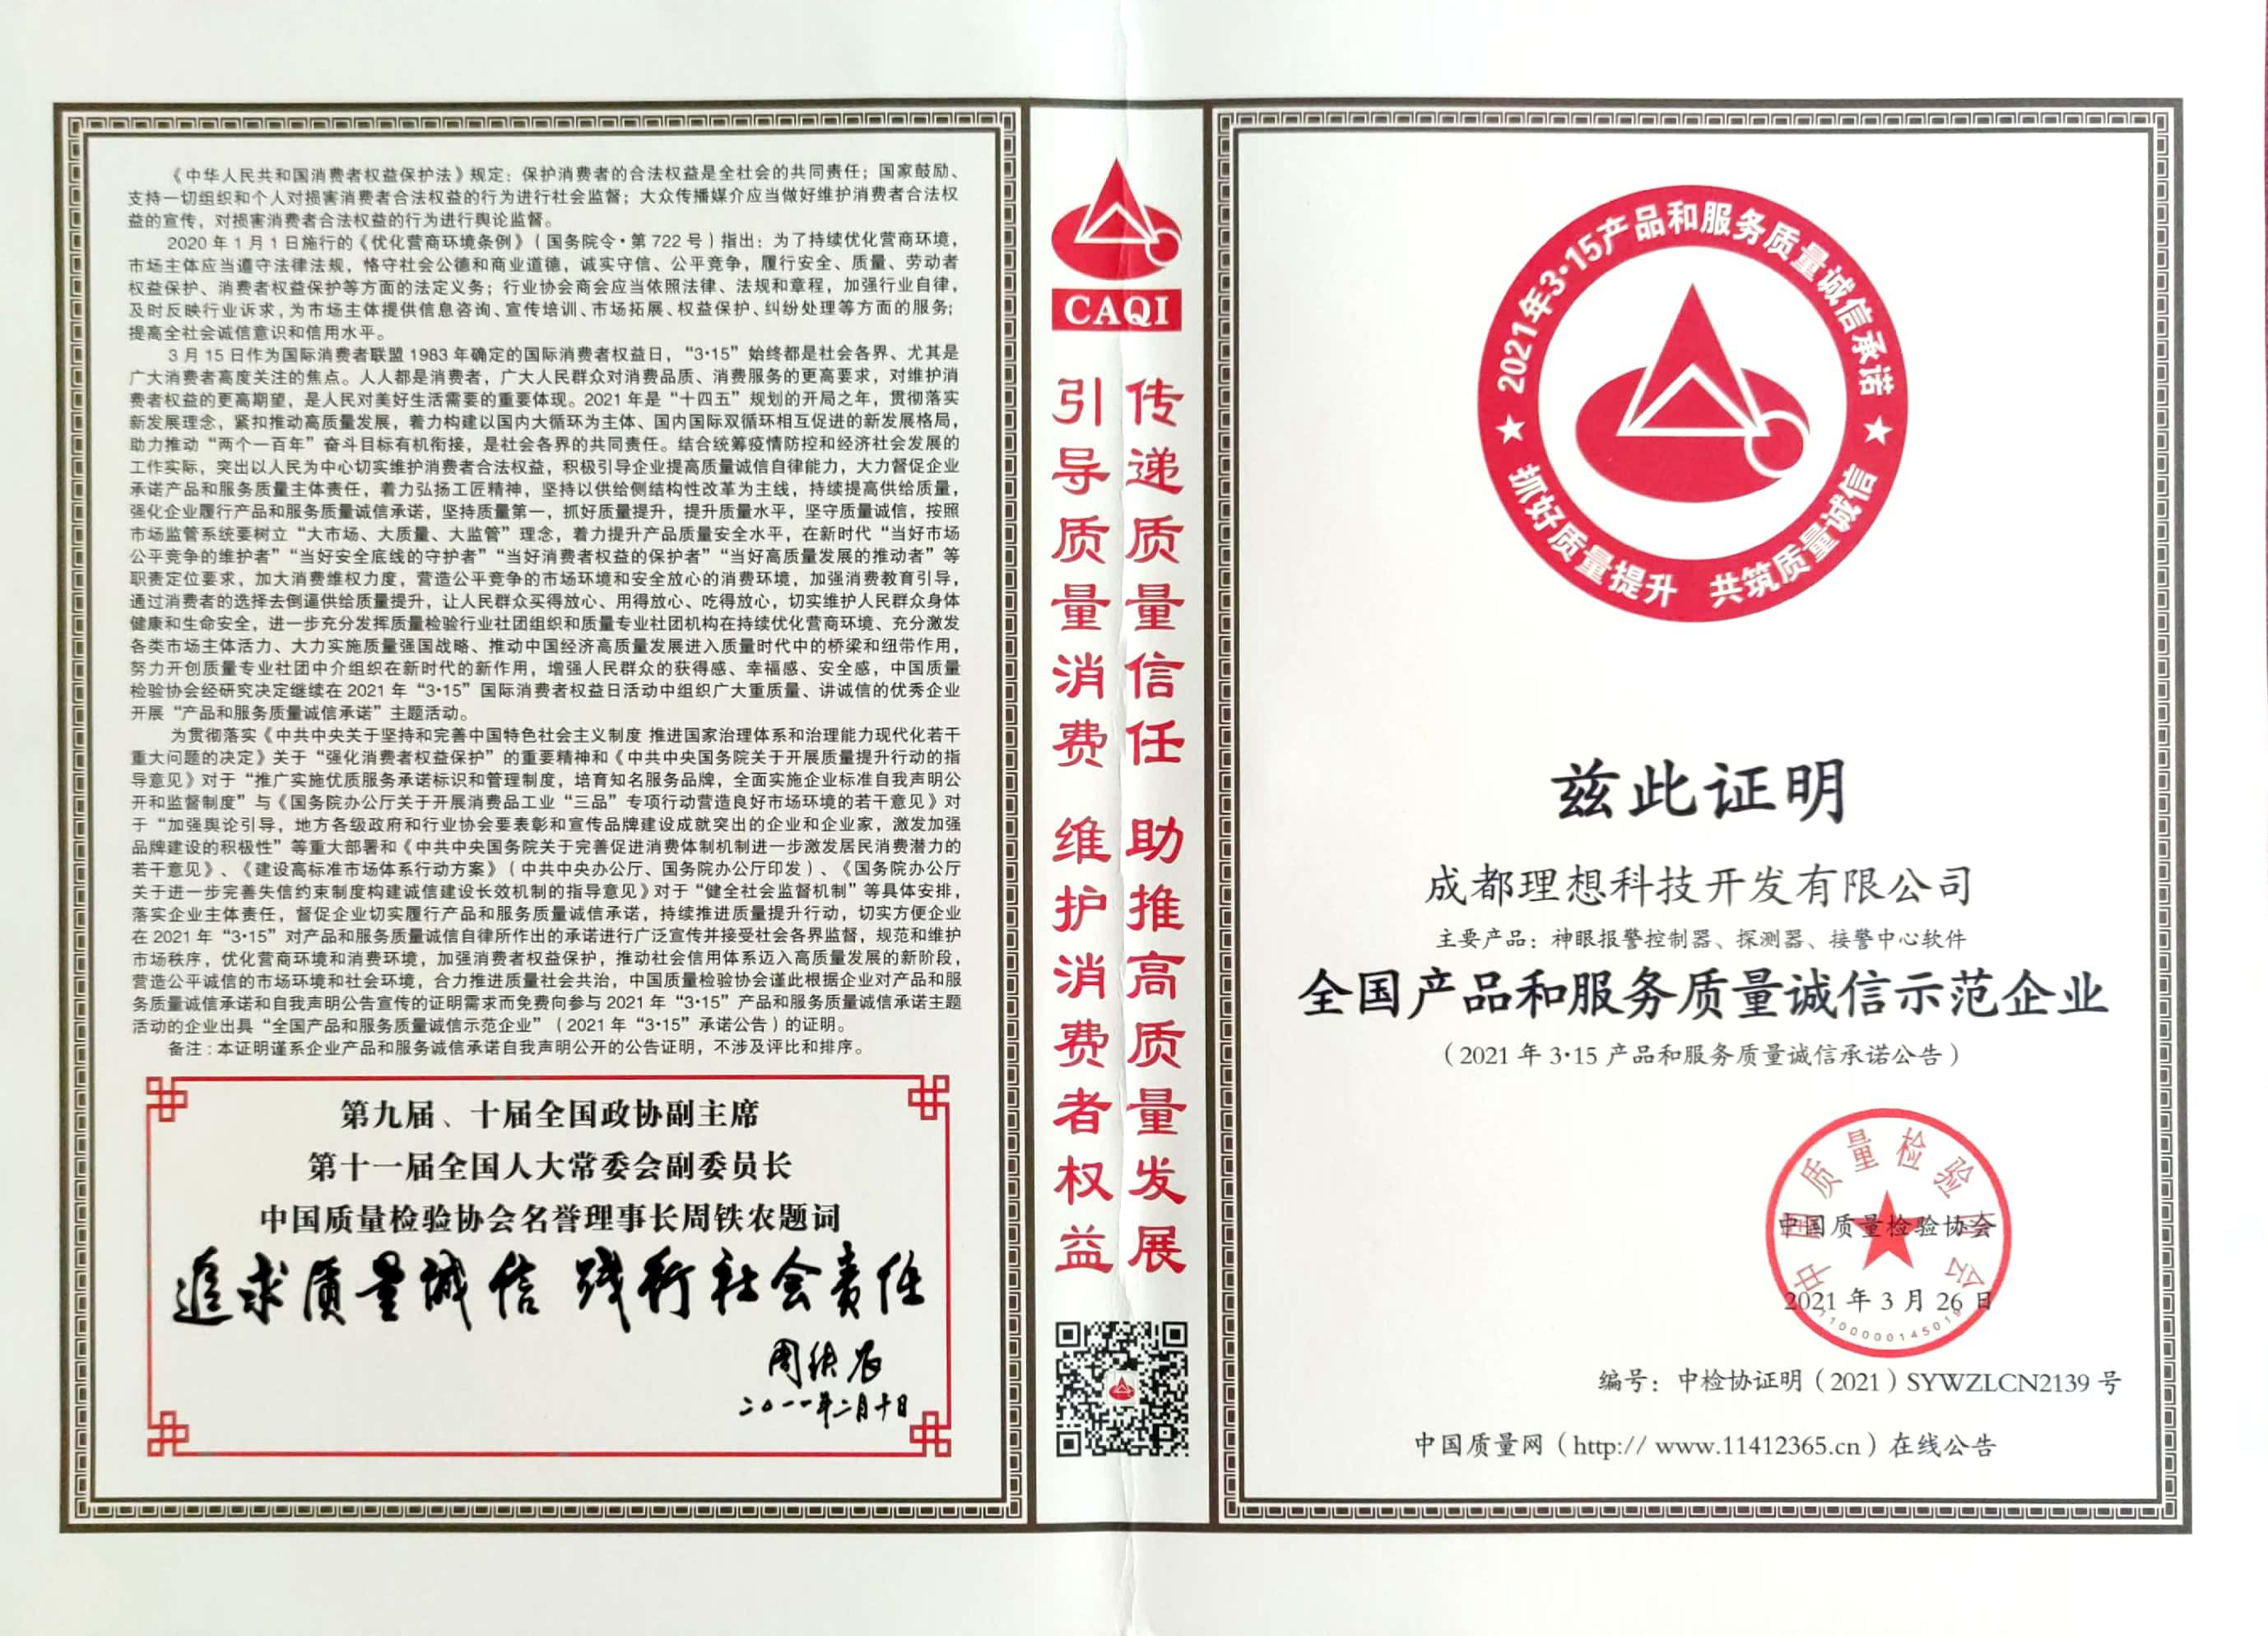 《中华人民共和国消费者权益保护法》规定：保护消费者的合法权益是全社会的共同责任；国家鼓励、
支持一切组织和个人对损害消费者合法权益的行为进行社会监督；大众传播媒介应当做好维护消费者合法权
益的宣传，对损害消费者合法权益的行为进行舆论监督。
2020年1月1日施行的《优化营商环境条例》（国务院令·第722号）指出：为了持续优化营商环境，
市场主体应当遵守法律法规，恪守社会公德和商业道德，诚实守信、公平竞争，履行安全、质量、劳动者
权益保护、消费者权益保护等方面的法定义务；行业协会商会应当依照法律、法规和章程，加强行业自律，
及时反映行业诉求，为市场主体提供信息咨询、宣传培训、市场拓展、权益保护、纠纷处理等方面的服务；
提高全社会诚信意识和信用水平。
3月15日作为国际消费者联盟1983年确定的国际消费者权益日，“3·15”始终都是社会各界、尤其是
广大消费者高度关注的焦点。人人都是消费者，广大人民群众对消费品质、消费服务的更高要求，对维护消
费者权益的更高期望，是人民对美好生活需要的重要体现。2021年是“十四五”规划的开局之年，贯彻落实
新发展理念，紧扣推动高质量发展，着力构建以国内大循环为主体、国内国际双循环相互促进的新发展格局，
助力推动“两个一百年”奋斗目标有机衔接，是社会各界的共同责任。结合统筹疫情防控和经济社会发展的
工作实际，突出以人民为中心切实维护消费者合法权益，积极引导企业提高质量诚信自律能力，大力督促企业
承诺产品和服务质量主体责任，着力弘扬工匠精神，坚持以供给侧结构性改革为主线，持续提高供给质量，
强化企业履行产品和服务质量诚信承诺，坚持质量第一，抓好质量提升，提升质量水平，坚守质量诚信，按照
市场监管系统要树立“大市场、大质量、大监管”理念，着力提升产品质量安全水平，在新时代“当好市场
公平竞争的维护者”“当好安全底线的守护者”“当好消费者权益的保护者”“当好高质量发展的推动者”等
职责定位要求，加大消费维权力度，营造公平竞争的市场环境和安全放心的消费环境，加强消费教育引导，
通过消费者的选择去倒逼供给质量提升，让人民群众买得放心、用得放心、吃得放心，切实维护人民群众身体
健康和生命安全，进一步充分发挥质量检验行业社团组织和质量专业社团机构在持续优化营商环境、充分激发
各类市场主体活力、大力实施质量强国战略、推动中国经济高质量发展进入质量时代中的桥梁和纽带作用，
努力开创质量专业社团中介组织在新时代的新作用，增强人民群众的获得感、幸福感、安全感，中国质量
检验协会经研究决定继续在2021年“3·15”国际消费者权益日活动中组织广大重质量、讲诚信的优秀企业
开展“产品和服务质量诚信承诺”主题活动。
为贯彻落实《中共中央关于坚持和完善中国特色社会主义制度 推进国家治理体系和治理能力现代化若干
重大问题的决定》关于“强化消费者权益保护”的重要精神和《中共中央国务院关于开展质量提升行动的指
导意见》对于“推广实施优质服务承诺标识和管理制度，培育知名服务品牌，全面实施企业标准自我声明公
开和监督制度”与《国务院办公厅关于开展消费品工业“三品”专项行动营造良好市场环境的若干意见》对
于“加强舆论引导，地方各级政府和行业协会要表彰和宣传品牌建设成就突出的企业和企业家，激发加强
品牌建设的积极性”等重大部署和《中共中央国务院关于完善促进消费体制机制进一步激发居民消费潜力的
若干意见》、《建设高标准市场体系行动方案》（中共中央办公厅、国务院办公厅印发）、《国务院办公厅
关于进一步完善失信约束制度构建诚信建设长效机制的指导意见》对于“健全社会监督机制”等具体安排，
落实企业主体责任，督促企业切实履行产品和服务质量诚信承诺，持续推进质量提升行动，切实方便企业
在2021年“3·15”对产品和服务质量诚信自律所作出的承诺进行广泛宣传并接受社会各界监督，规范和维护
市场秩序，优化营商环境和消费环境，加强消费者权益保护，推动社会信用体系迈入高质量发展的新阶段，
营造公平诚信的市场环境和社会环境，合力推进质量社会共治，中国质量检验协会谨此根据企业对产品和服
务质量诚信承诺和自我声明公告宣传的证明需求而免费向参与2021年“3·15”产品和服务质量诚信承诺主题
活动的企业出具“全国产品和服务质量诚信示范企业”（2021年“3·15”承诺公告）的证明。
备注：本证明谨系企业产品和服务诚信承诺自我声明公开的公告证明，不涉及评比和排序。
第九届、十届全国政协副主席
第十一届全国人大常委会副委员长
中国质量检验协会名誉理事长周铁农题词
追求质量诚信 践行社会责任
周铁农
二〇一一年二月十日
CAQI
传递质量信任 助推高质量发展
引导质量消费 维护消费者权益
2021年3·15产品和服务质量诚信承诺
抓好质量提升 共筑质量诚信
兹此证明
成都理想科技开发有限公司
主要产品：神眼报警控制器、探测器、接警中心软件
全国产品和服务质量诚信示范企业
（2021年3·15产品和服务质量诚信承诺公告）
中国质量检验协会
中国质量检验协会
2021年3月26日
1100000145019
编号：中检协证明（2021）SYWZLCN2139号
中国质量网（http:// www.11412365.cn）在线公告